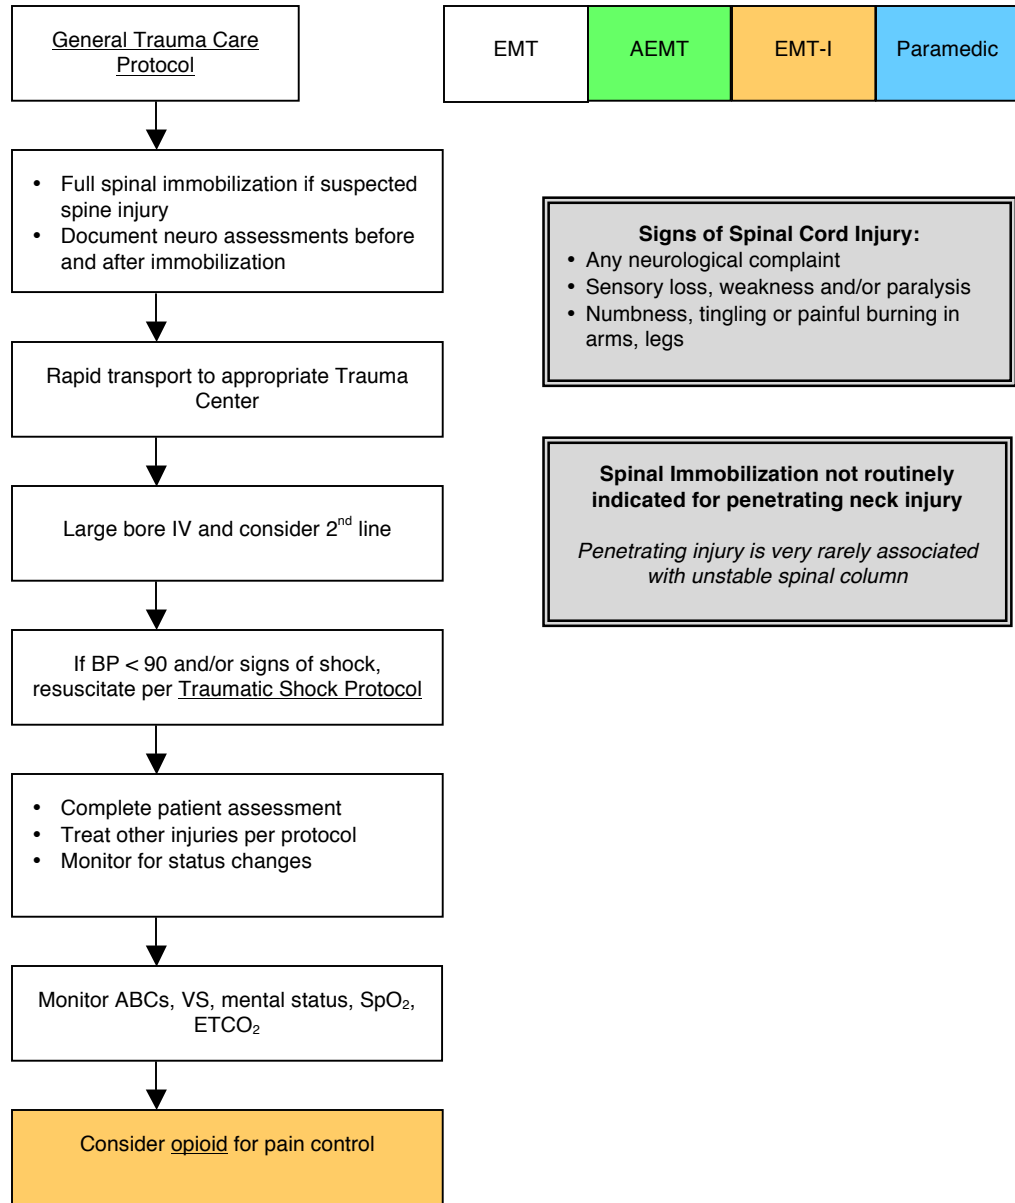 General Trauma Care
Protocol
EMT
AEMT
EMT-I
Paramedic
• Full spinal immobilization if suspected
spine injury
• Document neuro assessments before
and after immobilization
Signs of Spinal Cord Injury:
• Any neurological complaint
• Sensory loss, weakness and/or paralysis
• Numbness, tingling or painful burning in
arms, legs
Rapid transport to appropriate Trauma
Center
Spinal Immobilization not routinely
indicated for penetrating neck injury
Penetrating injury is very rarely associated
with unstable spinal column
Large bore IV and consider 2nd line
If BP < 90 and/or signs of shock,
resuscitate per Traumatic Shock Protocol
• Complete patient assessment
• Treat other injuries per protocol
• Monitor for status changes
Monitor ABCs, VS, mental status, SpO₂,
ETCO₂
Consider opioid for pain control